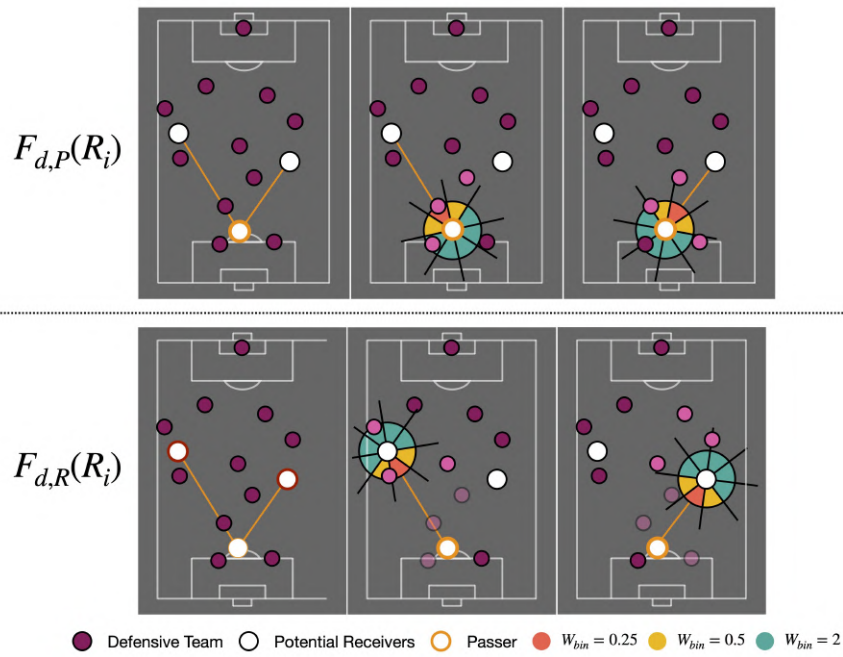 F_{d,P}(R_i)
F_{d,R}(R_i)
Defensive Team Potential Receivers Passer W_{bin} = 0.25 W_{bin} = 0.5 W_{bin} = 2